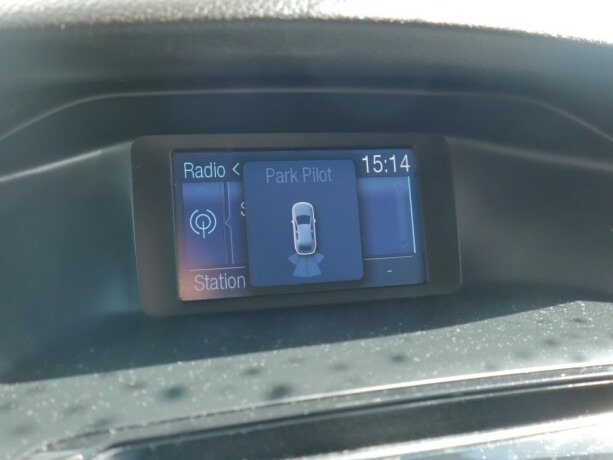 Radio < 15:14
Park Pilot
S
Station -